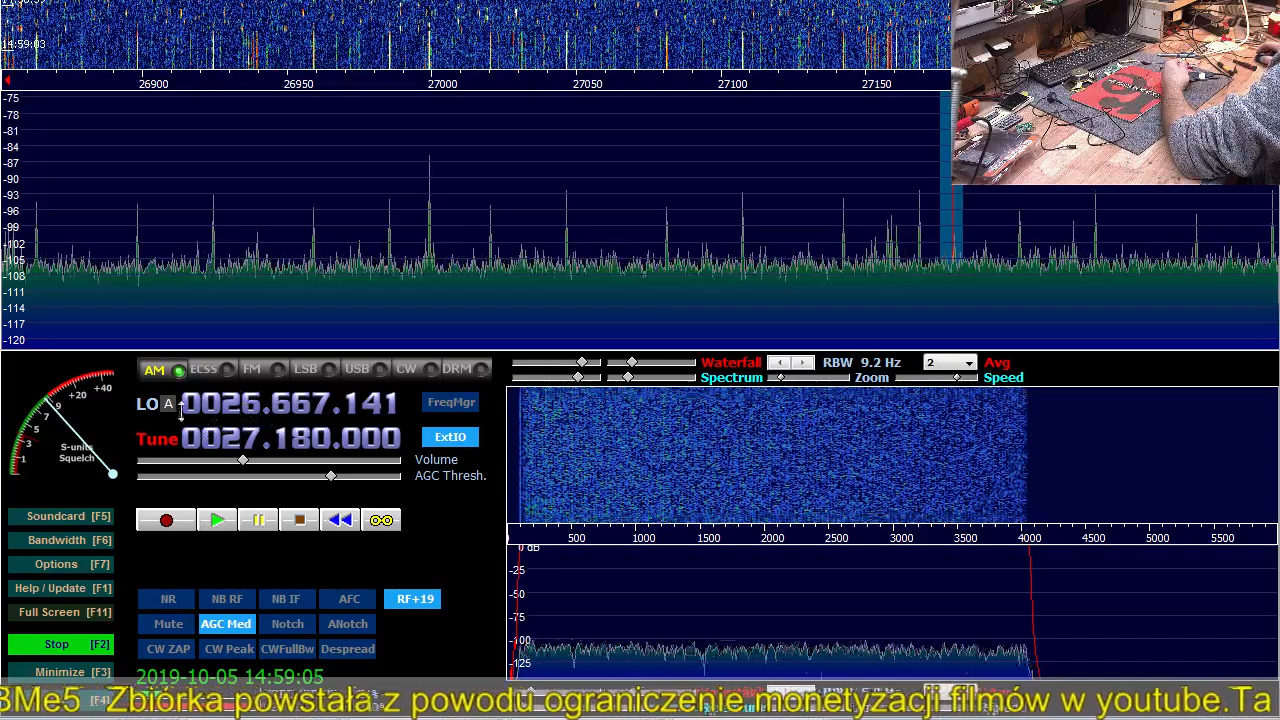 14:59:03
26900 26950 27000 27050 27100 27150
-75
-78
-81
-84
-87
-90
-93
-96
-99
-102
-105
-108
-111
-114
-117
-120
AM ECSS FM LSB USB CW DRM
Waterfall RBW 9.2 Hz 2 Avg
Spectrum Zoom Speed
+40
+20
9
7
5
3
1
S-units
Squelch
LO A 0026.667.141 FreqMgr
Tune 0027.180.000 ExtIO
Volume
AGC Thresh.
Soundcard [F5]
Bandwidth [F6]
Options [F7]
Help / Update [F1]
Full Screen [F11]
Stop [F2]
Minimize [F3]
[F4]
NR NB RF NB IF AFC RF+19
Mute AGC Med Notch ANotch
CW ZAP CW Peak CWFullBw Despread
2019-10-05 14:59:05
500 1000 1500 2000 2500 3000 3500 4000 4500 5000 5500
0 dB
-25
-50
-75
-100
-125
BMe5 Zbiórka powstała z powodu ograniczenie monetyzacji filmów w youtube.Ta